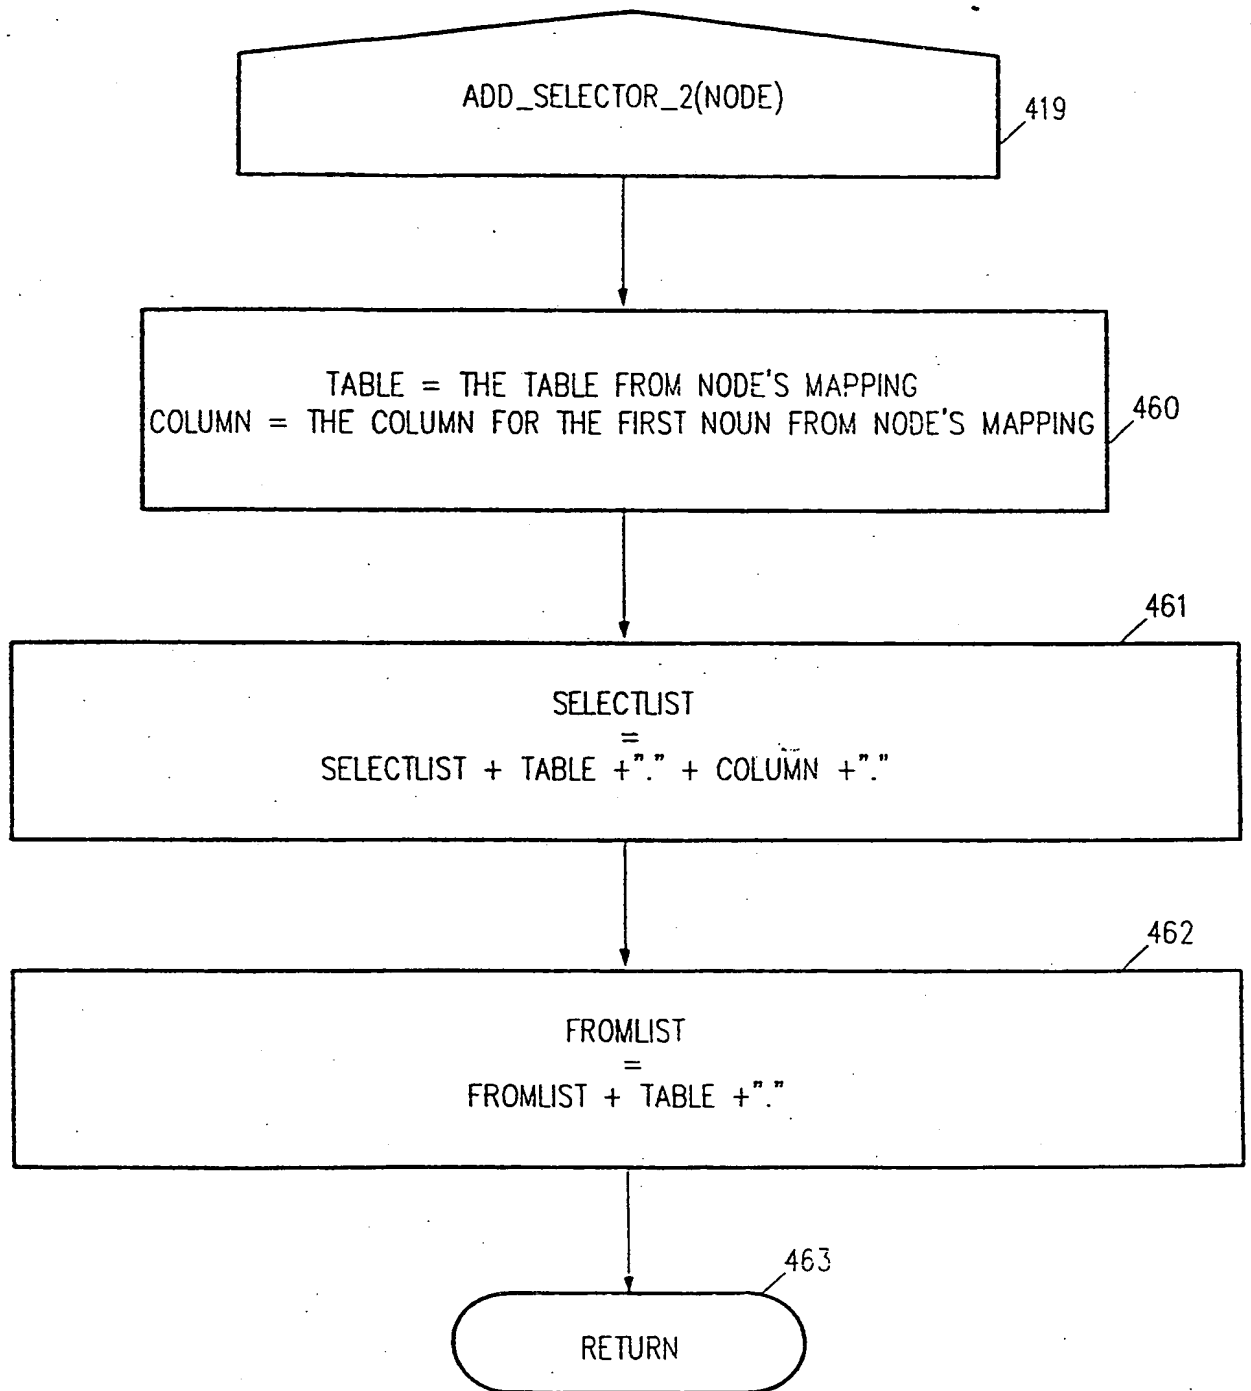 ADD_SELECTOR_2(NODE)
419
TABLE = THE TABLE FROM NODE'S MAPPING
COLUMN = THE COLUMN FOR THE FIRST NOUN FROM NODE'S MAPPING
460
461
SELECTLIST
=
SELECTLIST + TABLE +"." + COLUMN +"."
462
FROMLIST
=
FROMLIST + TABLE +"."
463
RETURN